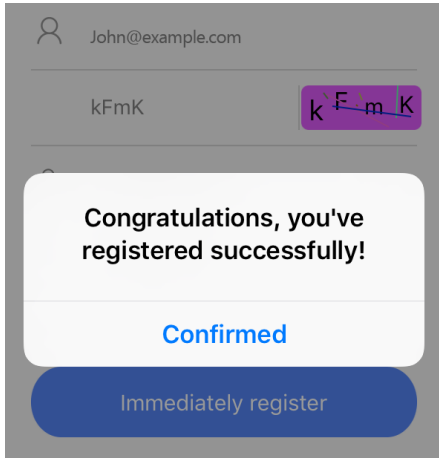 John@example.com
kFmK
k F m K
Congratulations, you've
registered successfully!
Confirmed
Immediately register